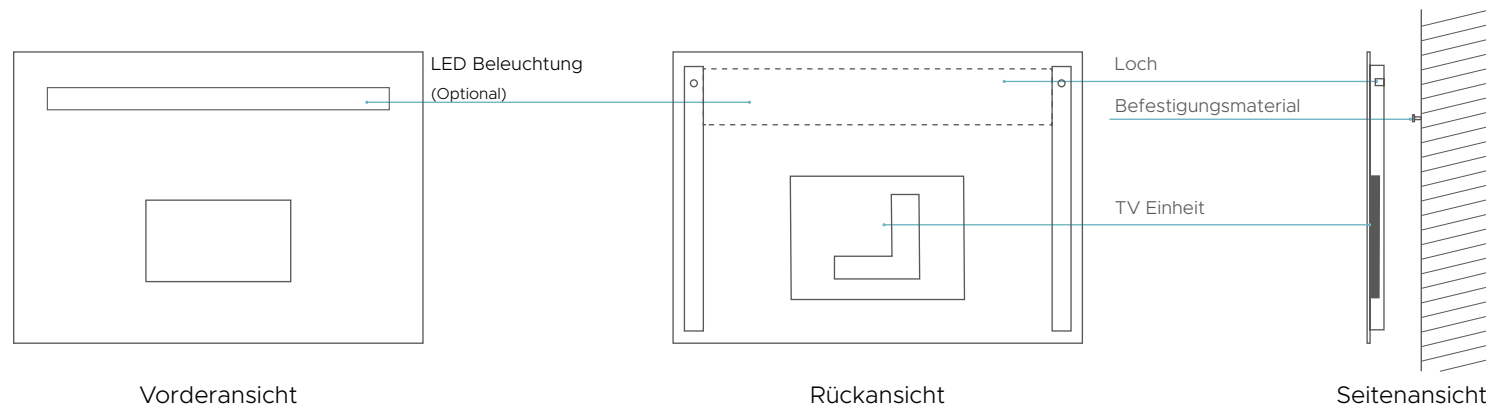 LED Beleuchtung
(Optional)
Loch
Befestigungsmaterial
TV Einheit
Vorderansicht
Rückansicht
Seitenansicht